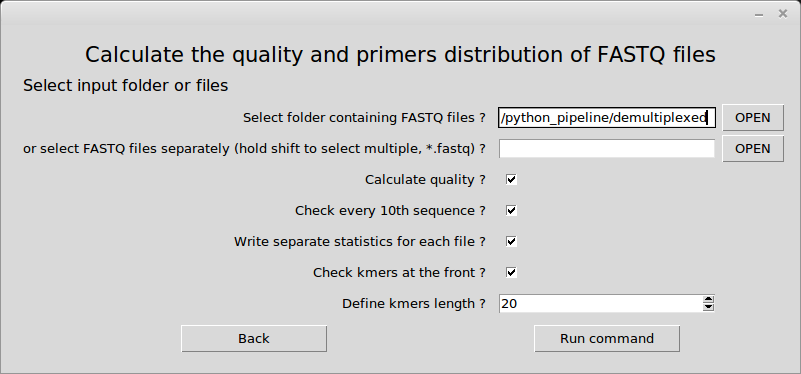 Calculate the quality and primers distribution of FASTQ files
Select input folder or files
Select folder containing FASTQ files ? /python_pipeline/demultiplexed OPEN
or select FASTQ files separately (hold shift to select multiple, *.fastq) ? OPEN
Calculate quality ?
Check every 10th sequence ?
Write separate statistics for each file ?
Check kmers at the front ?
Define kmers length ? 20
Back Run command